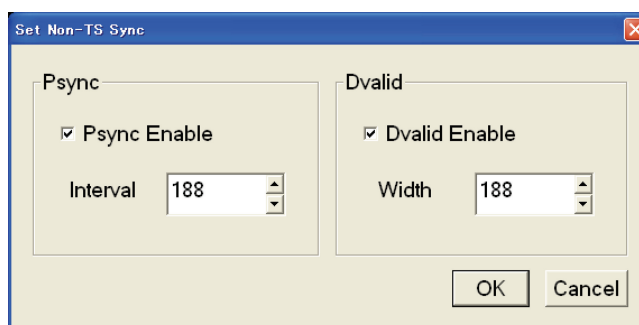 Set Non-TS Sync
Psync
Psync Enable
Interval
188
Dvalid
Dvalid Enable
Width
188
OK
Cancel